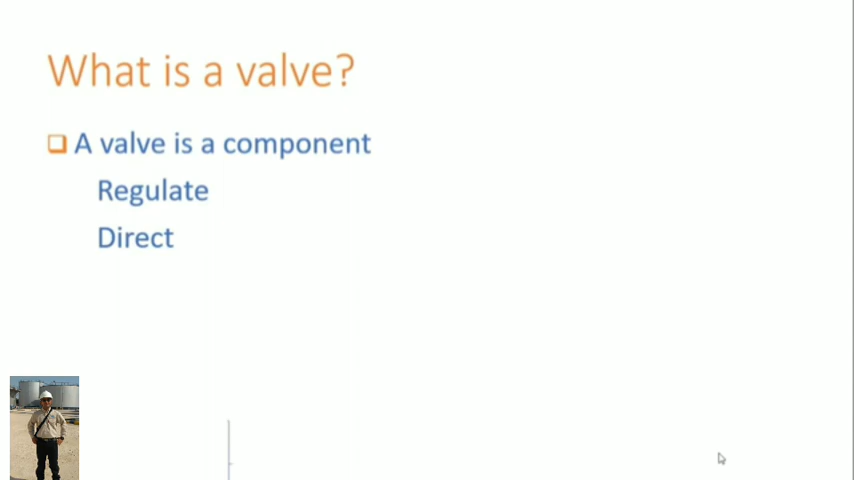 What is a valve?
A valve is a component
Regulate
Direct